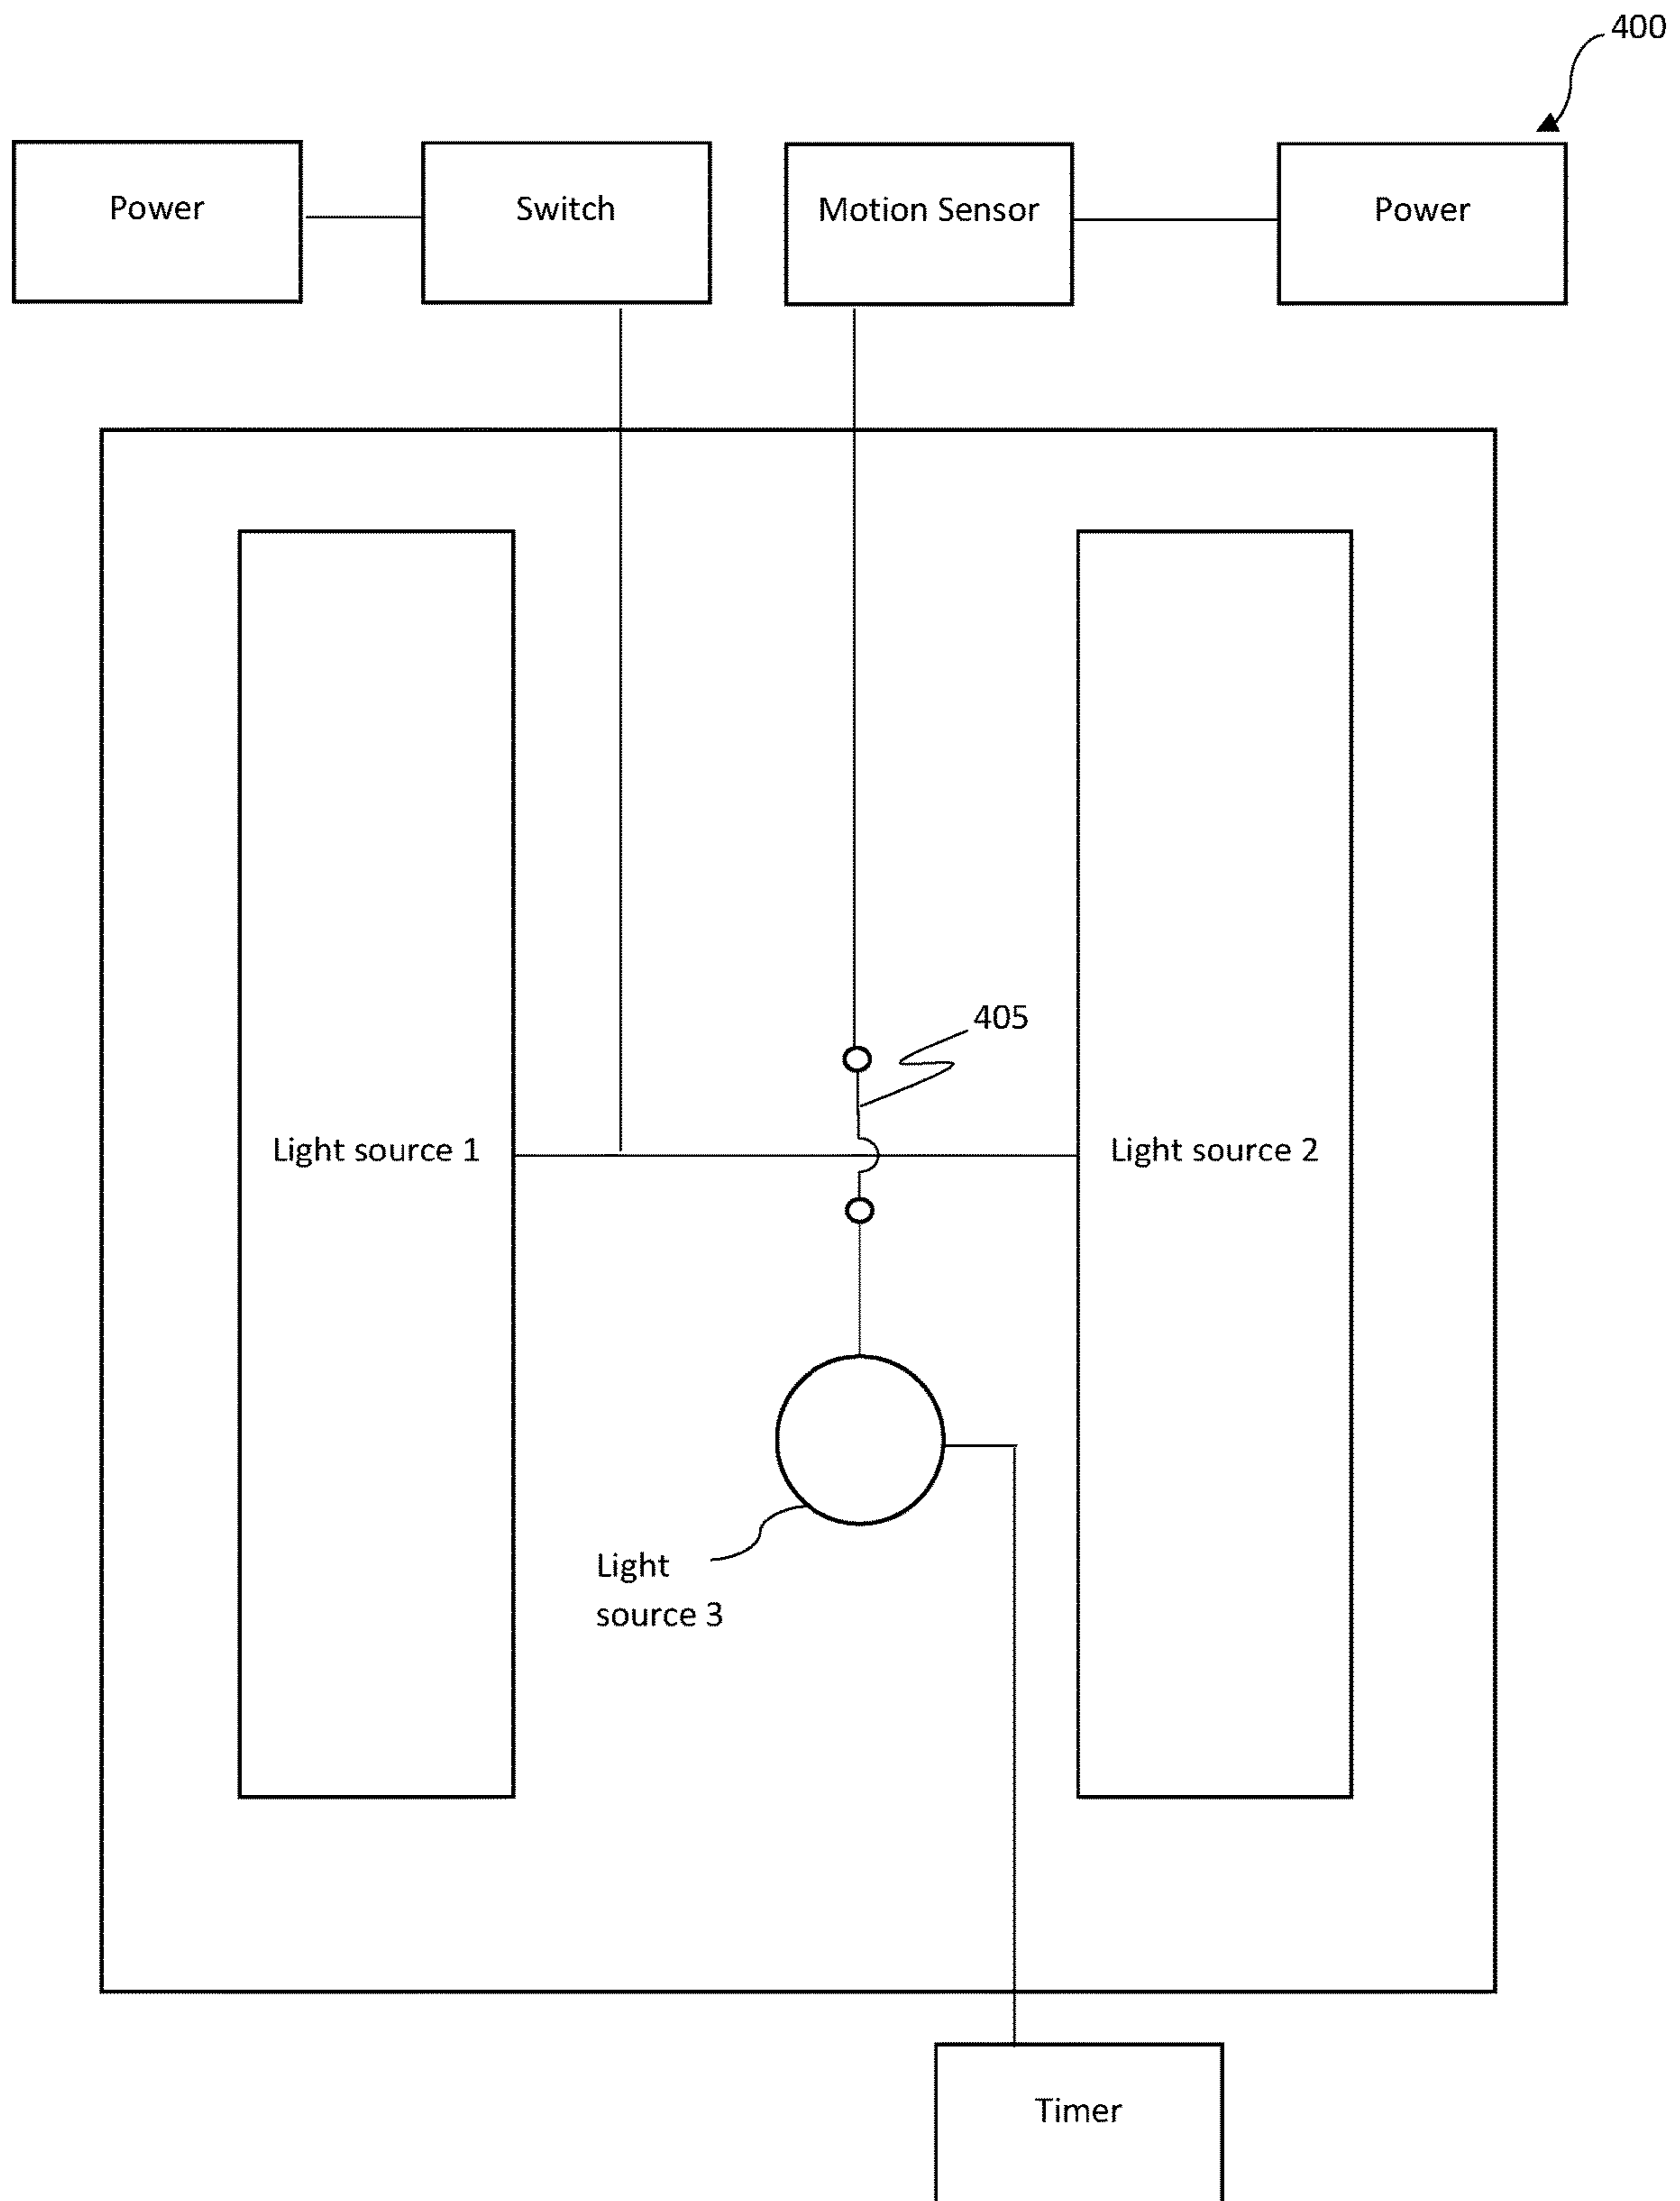 400
Power
Switch
Motion Sensor
Power
405
Light source 1
Light source 2
Light
source 3
Timer